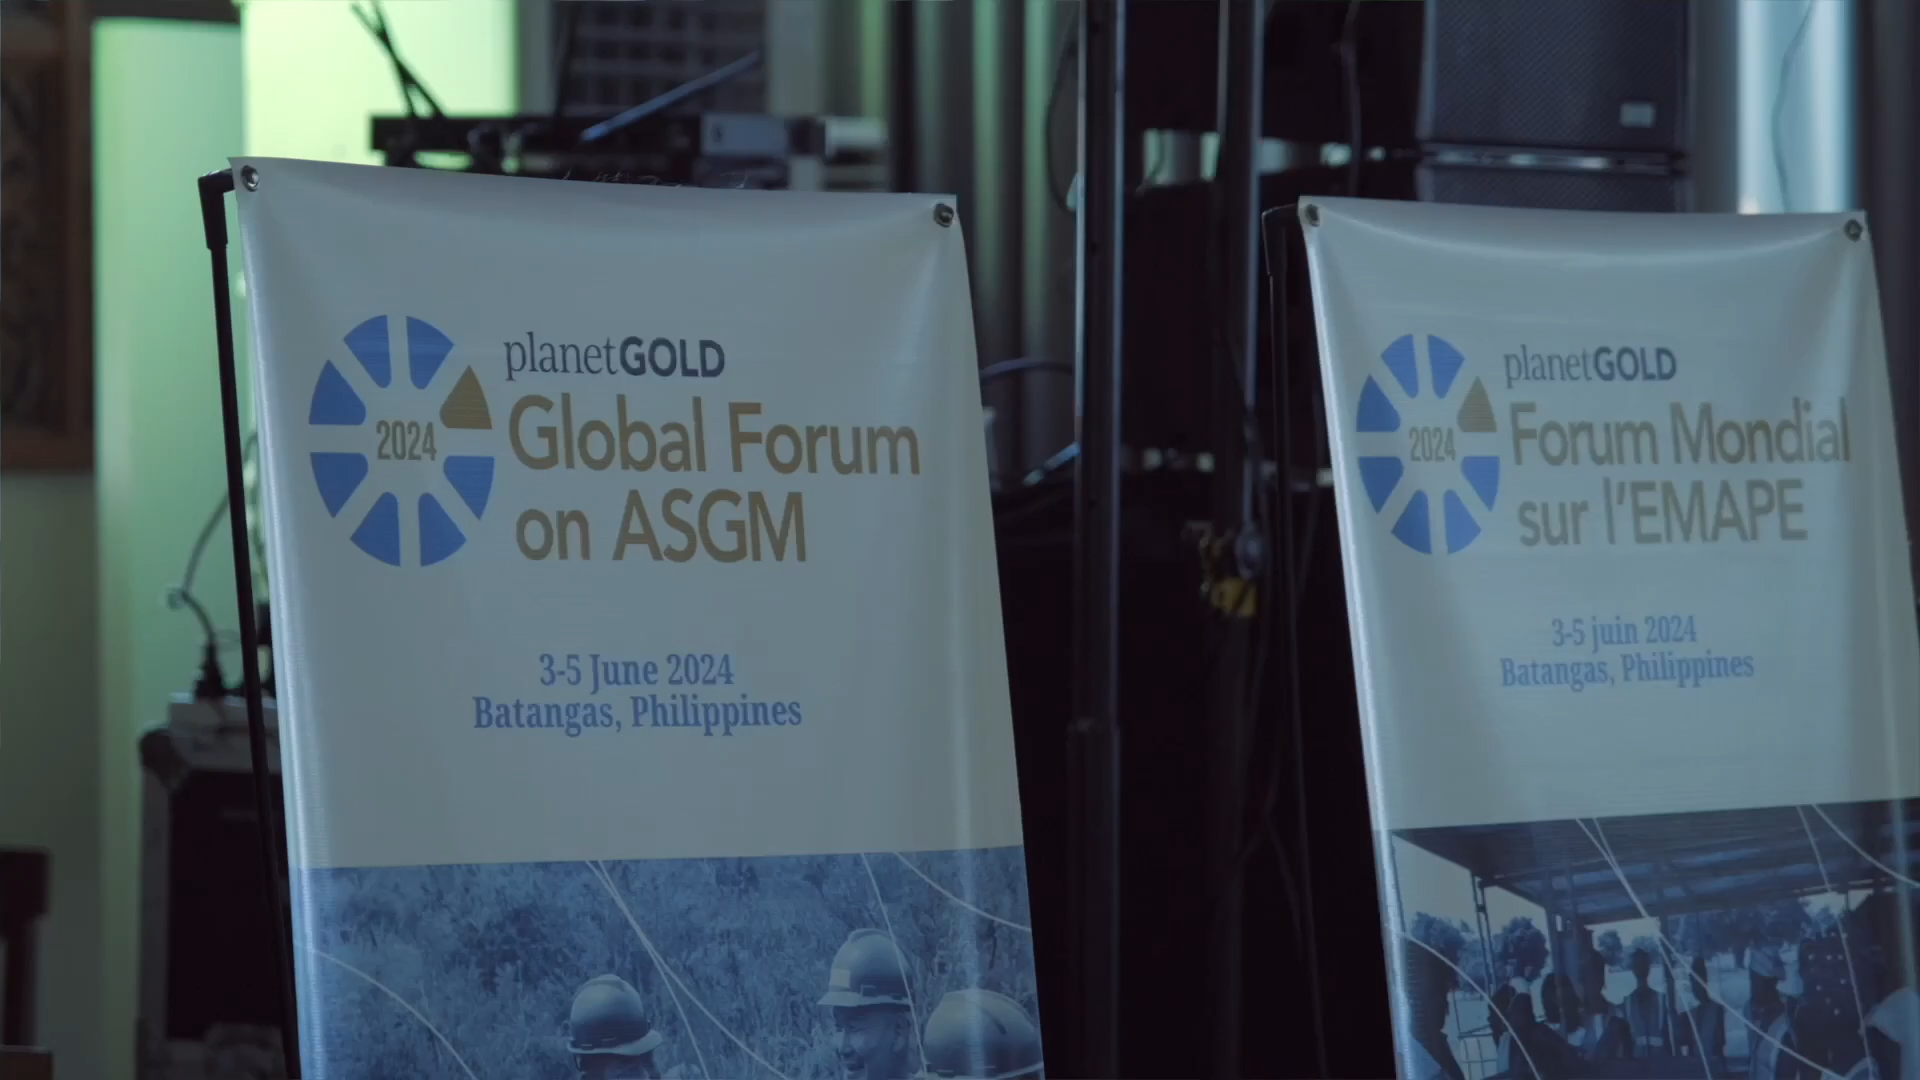 planetGOLD
2024
Global Forum
on ASGM
3-5 June 2024
Batangas, Philippines
planetGOLD
2024
Forum Mondial
sur l'EMAPE
3-5 juin 2024
Batangas, Philippines